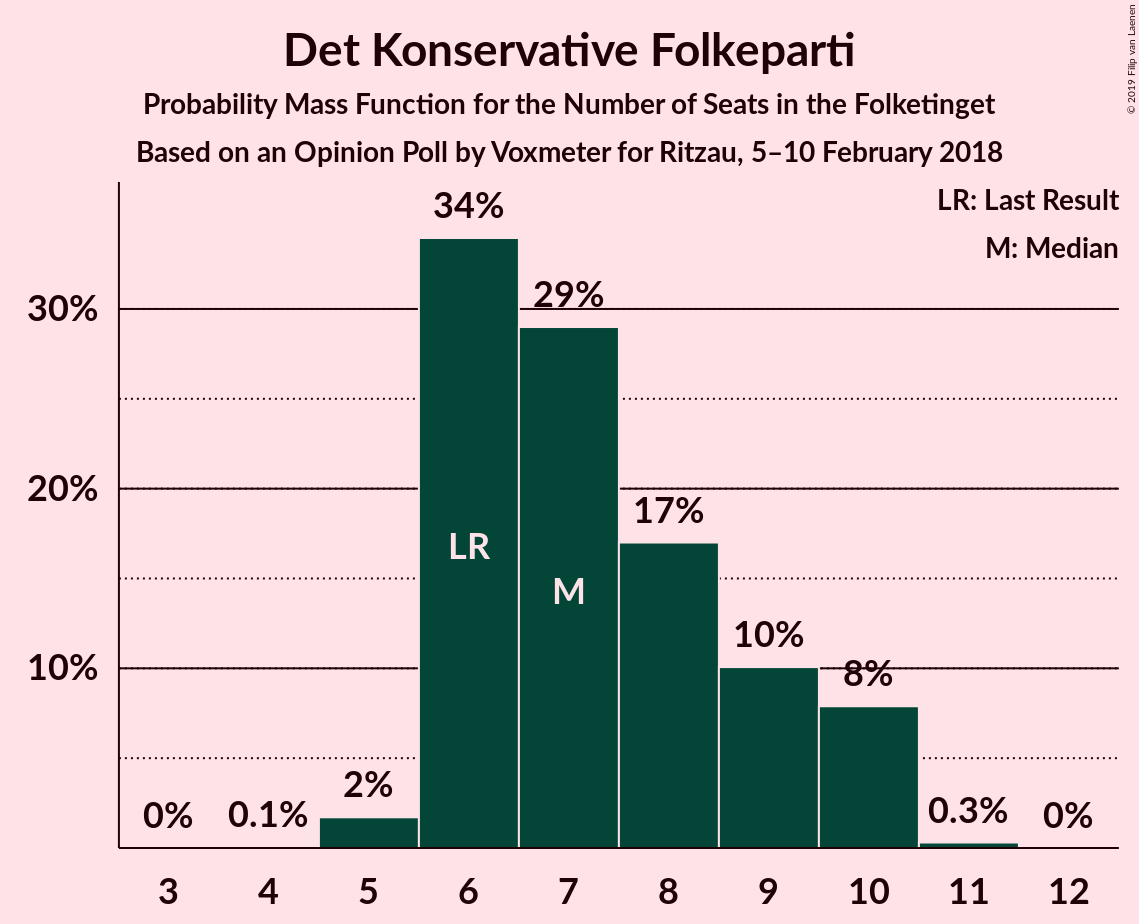 Det Konservative Folkeparti
Probability Mass Function for the Number of Seats in the Folketinget
Based on an Opinion Poll by Voxmeter for Ritzau, 5–10 February 2018
© 2019 Filip van Laenen
LR: Last Result
M: Median
34%
29%
30%
20%
17%
LR
M
10%
10%
8%
2%
0%
0.1%
0.3%
0%
3 4 5 6 7 8 9 10 11 12